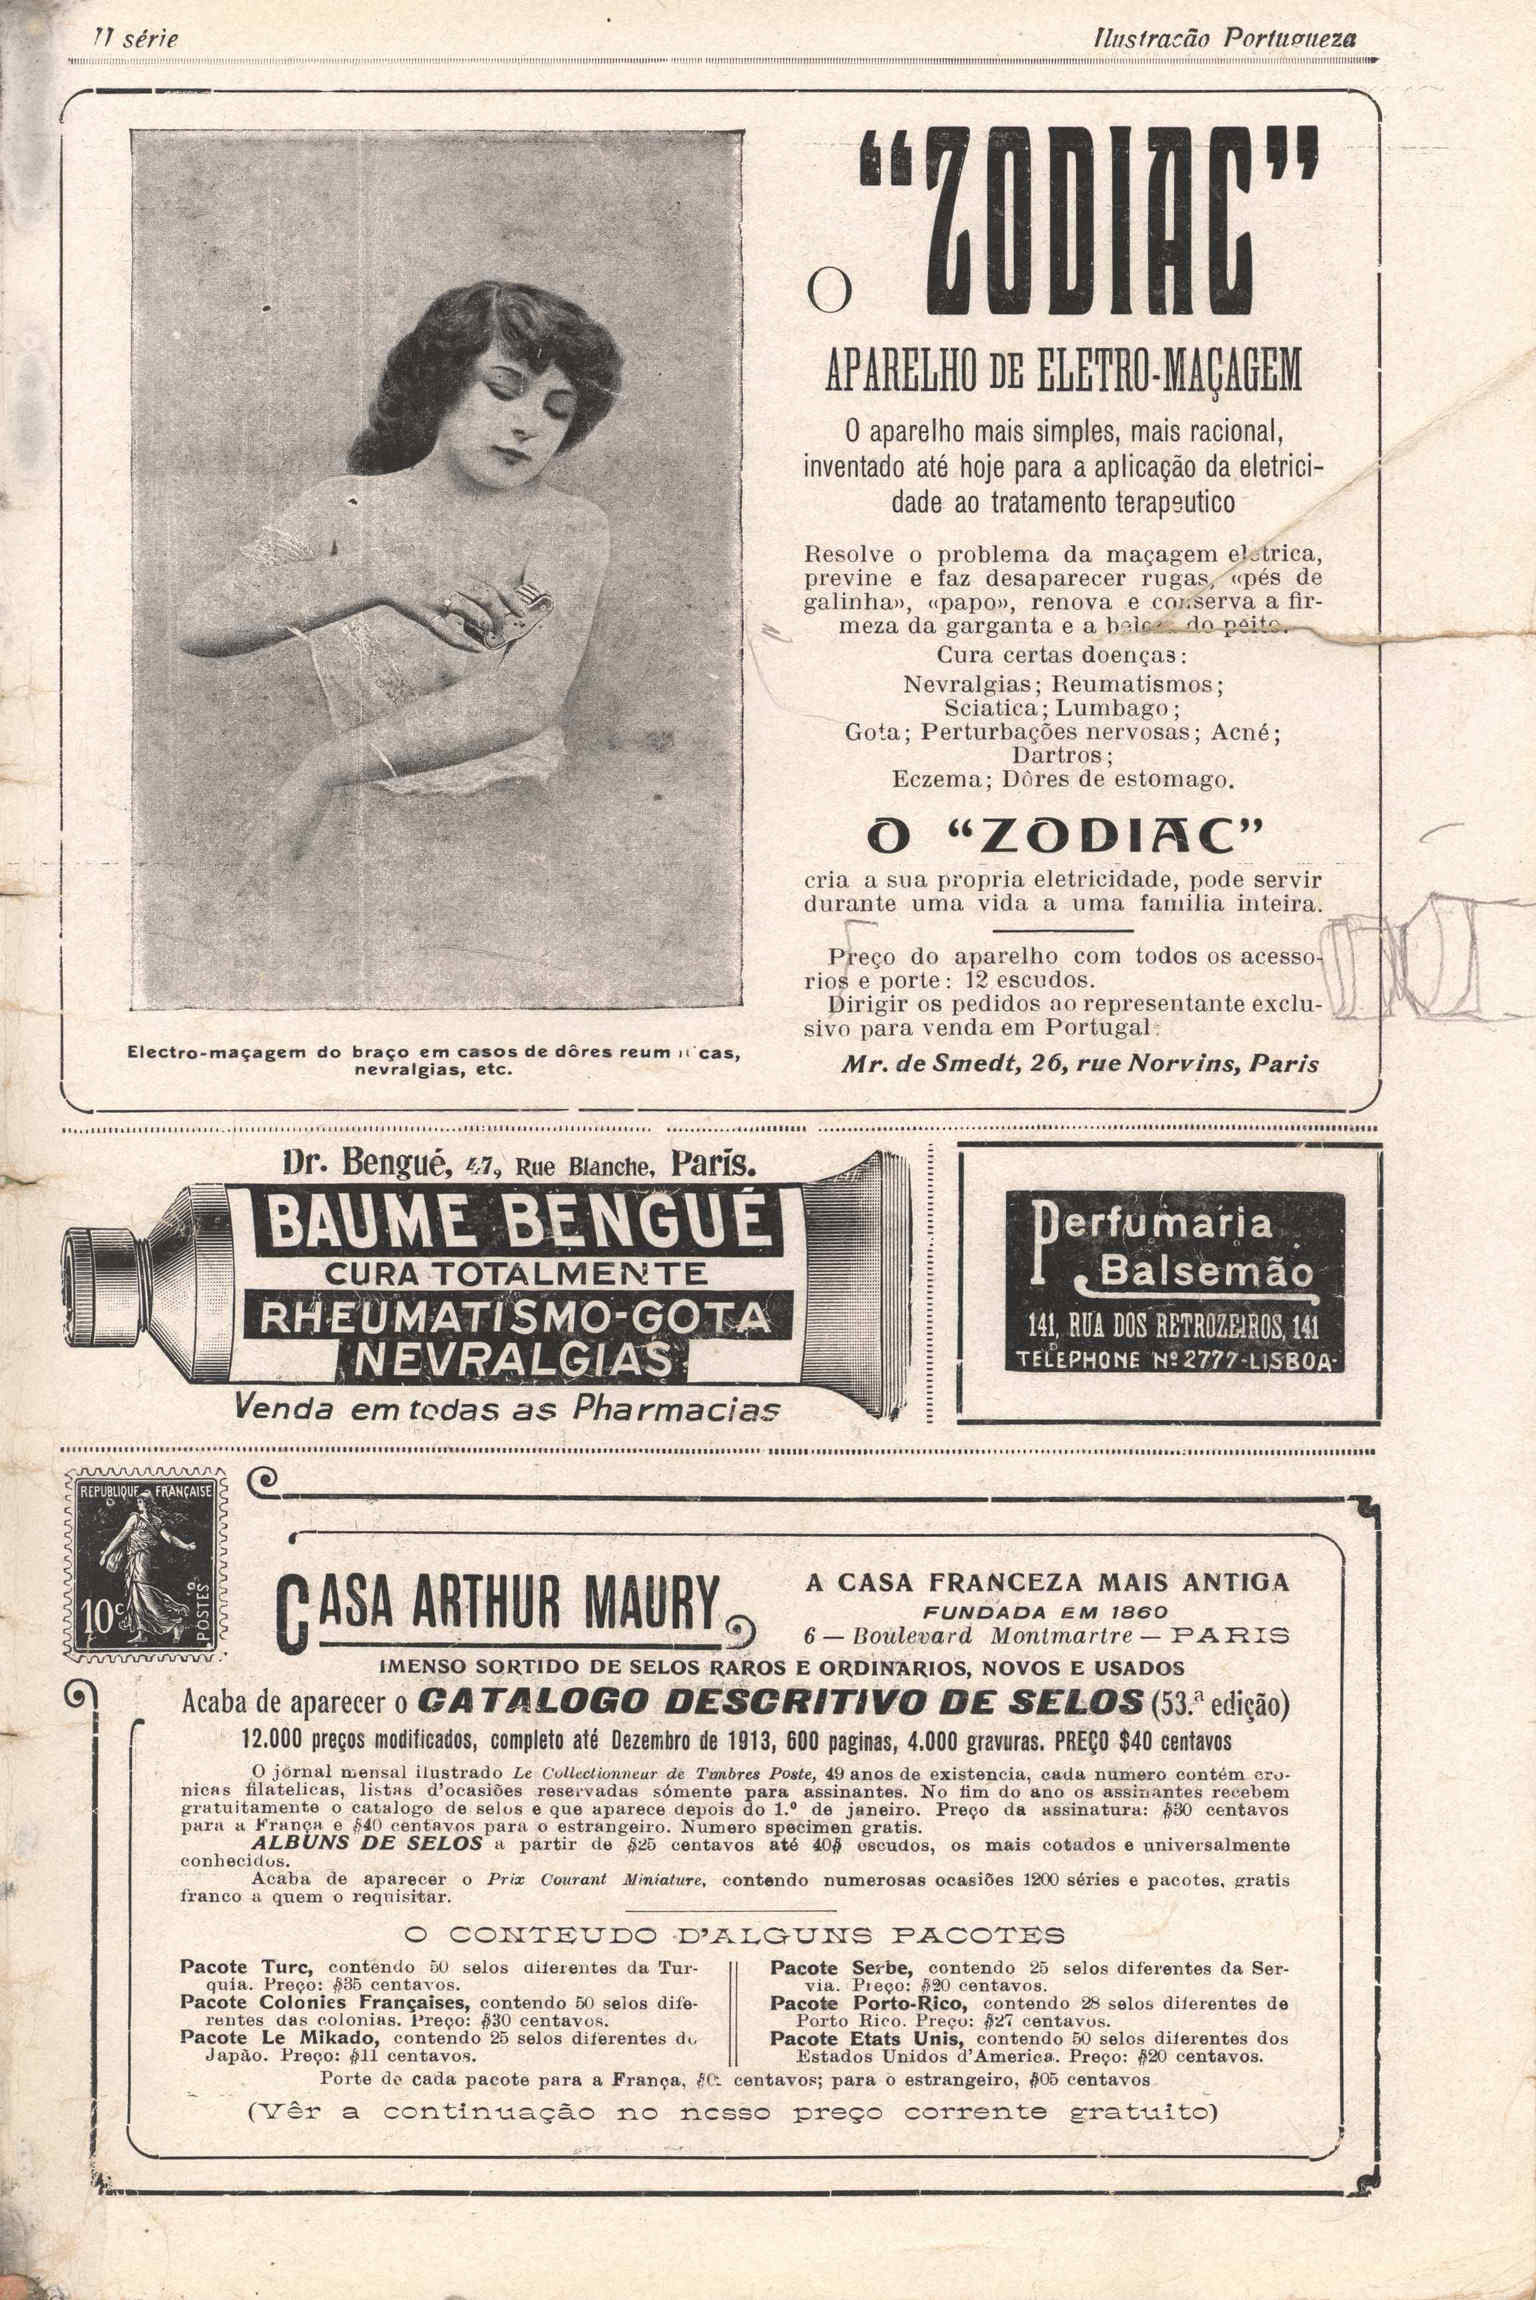 II série
Ilustração Portugueza
O "ZODIAC"
APARELHO DE ELETRO-MAÇAGEM
O aparelho mais simples, mais racional,
inventado até hoje para a aplicação da eletrici-
dade ao tratamento terapeutico
Resolve o problema da maçagem eletrica,
previne e faz desaparecer rugas, «pés de
galinha», «papo», renova e conserva a fir-
meza da garganta e a beleza do peito.
Cura certas doenças:
Nevralgias; Reumatismos;
Sciatica; Lumbago;
Gota; Perturbações nervosas; Acné;
Dartros;
Eczema; Dôres de estomago.
O "ZODIAC"
cria a sua propria eletricidade, pode servir
durante uma vida a uma familia inteira.
Preço do aparelho com todos os acesso-
rios e porte: 12 escudos.
Dirigir os pedidos ao representante exclu-
sivo para venda em Portugal:
Mr. de Smedt, 26, rue Norvins, Paris
Electro-maçagem do braço em casos de dôres
nevralgias, etc.
Dr. Bengué, 47, Rue Blanche, París.
BAUME BENGUÉ
CURA TOTALMENTE
RHEUMATISMO-GOTA
NEVRALGIAS
Venda em todas as Pharmacias
Perfumaria
Balsemão
141, RUA DOS RETROZEIROS, 141
TELEPHONE Nº 2777-LISBOA-
REPUBLIQUE FRANÇAISE
10c
POSTES
CASA ARTHUR MAURY
A CASA FRANCEZA MAIS ANTIGA
FUNDADA EM 1860
6 — Boulevard Montmartre — PARIS
IMENSO SORTIDO DE SELOS RAROS E ORDINARIOS, NOVOS E USADOS
Acaba de aparecer o CATALOGO DESCRITIVO DE SELOS (53.ª edição)
12.000 preços modificados, completo até Dezembro de 1913, 600 paginas, 4.000 gravuras. PREÇO $40 centavos
O jornal mensal ilustrado Le Collectionneur de Timbres Poste, 49 anos de existencia, cada numero contém cro-
nicas filatelicas, listas d'ocasiões reservadas sómente para assinantes. No fim do ano os assinantes recebem
gratuitamente o catalogo de selos e que aparece depois do 1.º de janeiro. Preço da assinatura: $30 centavos
para a França e $40 centavos para o estrangeiro. Numero specimen gratis.
ALBUNS DE SELOS a partir de $25 centavos até 40$ escudos, os mais cotados e universalmente
conhecidos.
Acaba de aparecer o Prix Courant Miniature, contendo numerosas ocasiões 1200 séries e pacotes, gratis
franco a quem o requisitar.
O CONTEUDO D'ALGUNS PACOTES
Pacote Turc, contendo 50 selos diferentes da Tur-
quia. Preço: $35 centavos.
Pacote Colonies Françaises, contendo 50 selos dife-
rentes das colonias. Preço: $30 centavos.
Pacote Le Mikado, contendo 25 selos diferentes do
Japão. Preço: $11 centavos.
Pacote Serbe, contendo 25 selos diferentes da Ser-
via. Preço: $20 centavos.
Pacote Porto-Rico, contendo 28 selos diferentes de
Porto Rico. Preço: $27 centavos.
Pacote Etats Unis, contendo 50 selos diferentes dos
Estados Unidos d'America. Preço: $20 centavos.
Porte de cada pacote para a França, centavos; para o estrangeiro, $05 centavos
(Vêr a continuação no nosso preço corrente gratuito)